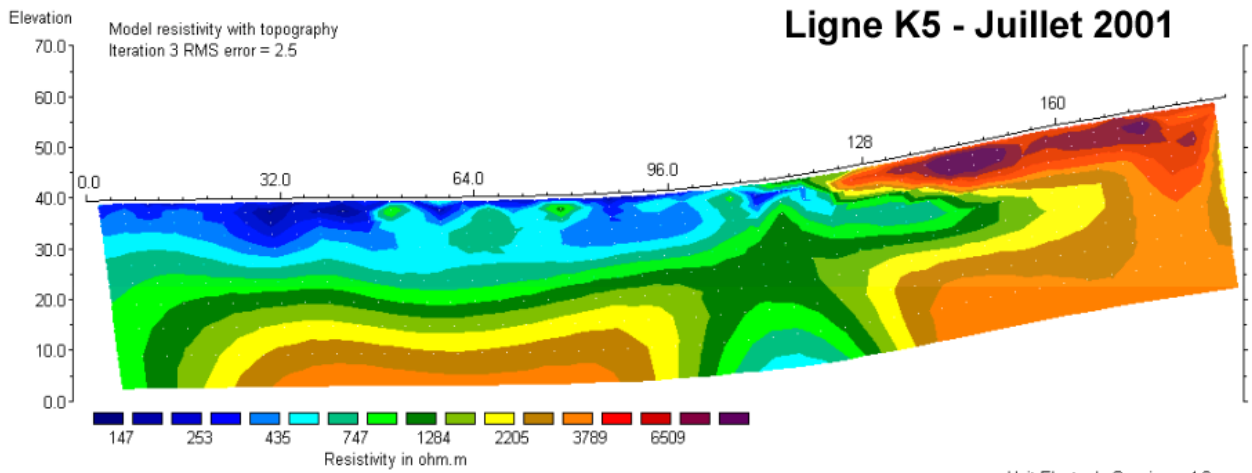 Elevation
Model resistivity with topography
Iteration 3 RMS error = 2.5
Ligne K5 - Juillet 2001
70.0
60.0
50.0
40.0
30.0
20.0
10.0
0.0
0.0 32.0 64.0 96.0 128 160
147 253 435 747 1284 2205 3789 6509
Resistivity in ohm.m